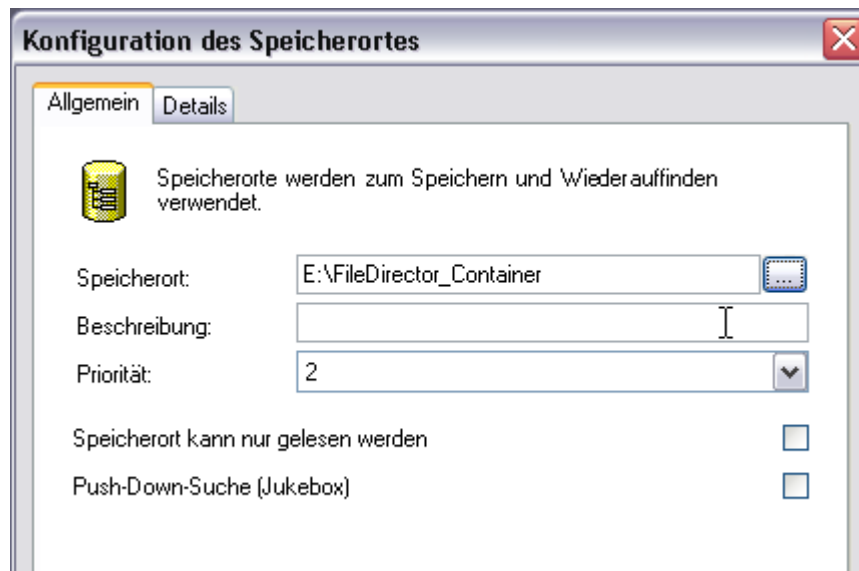 Konfiguration des Speicherortes
Allgemein
Details
Speicherorte werden zum Speichern und Wiederauffinden
verwendet.
Speicherort:
E:\FileDirector_Container
...
Beschreibung:
Priorität:
2
Speicherort kann nur gelesen werden
Push-Down-Suche (Jukebox)